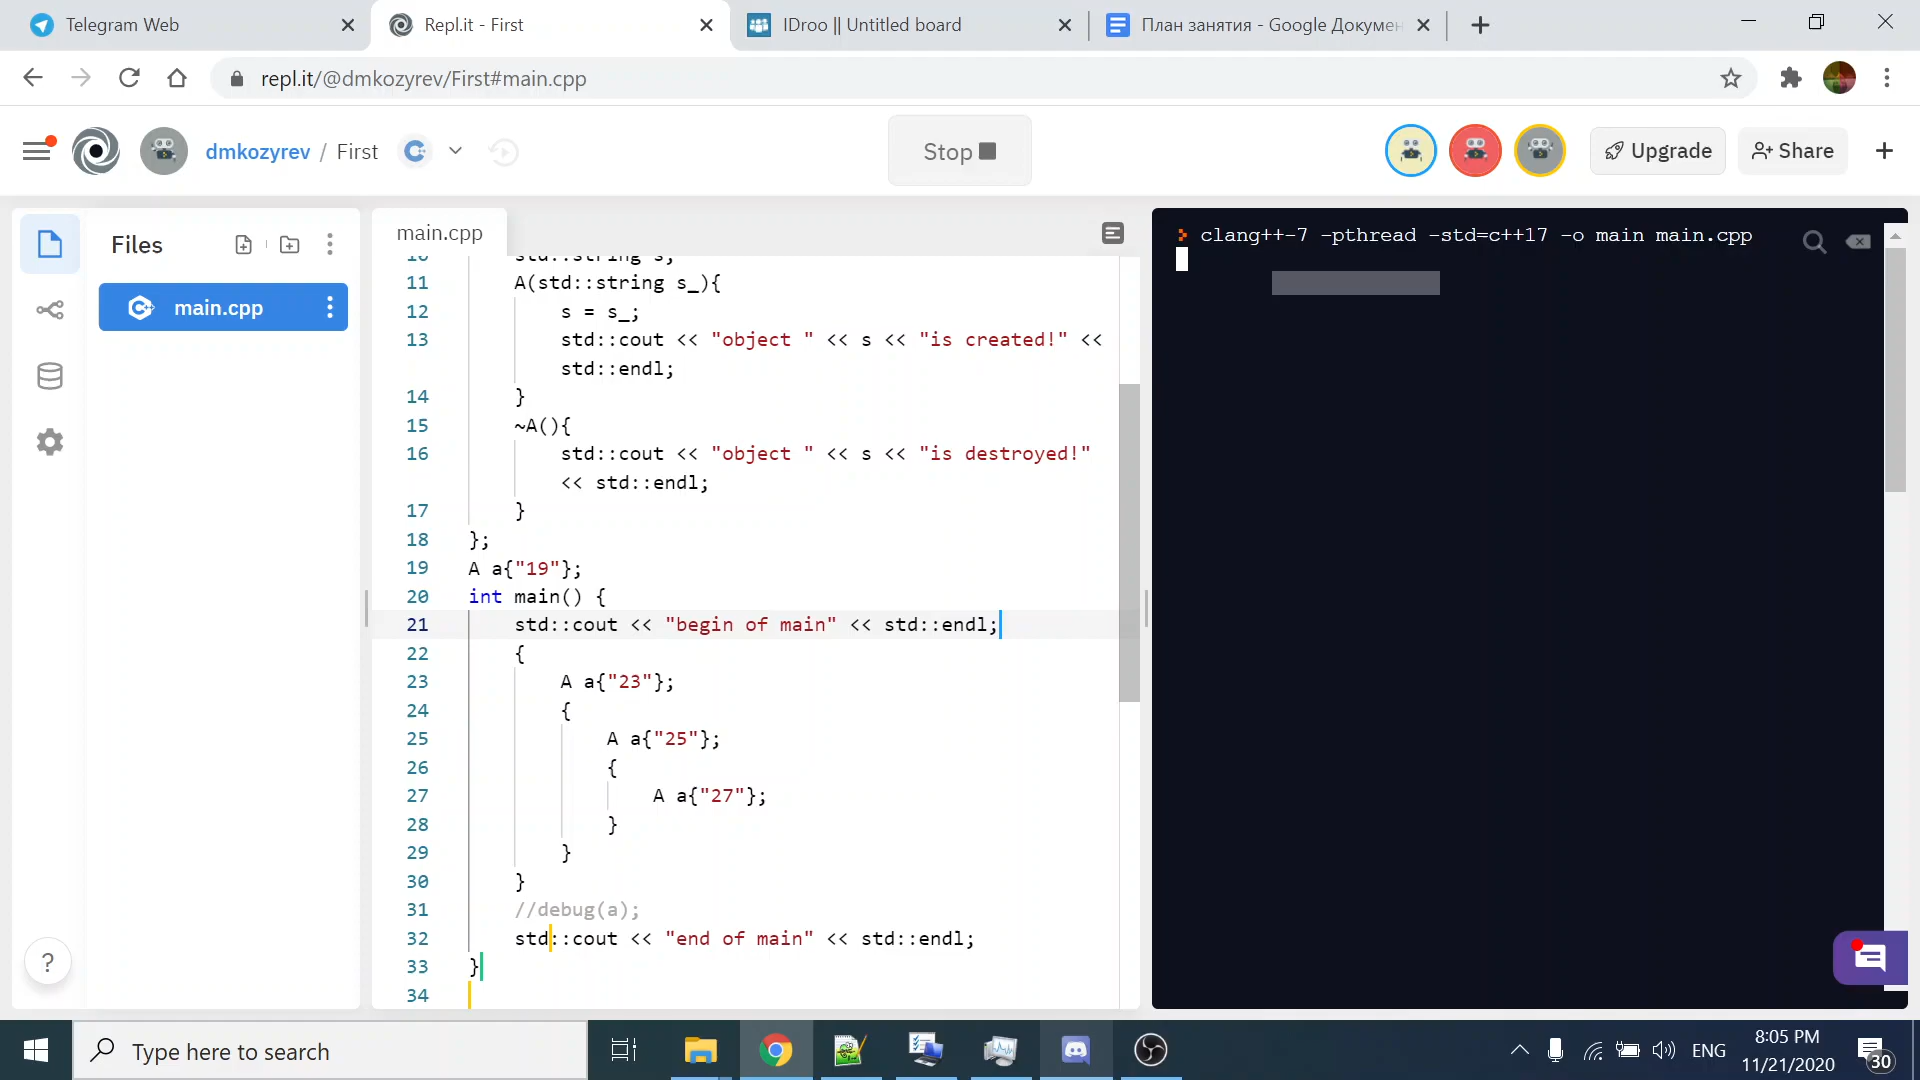 Telegram Web
Repl.it - First
IDroo || Untitled board
План занятия - Google Докумен
repl.it/@dmkozyrev/First#main.cpp
dmkozyrev / First
Stop
Upgrade
Share
Files
main.cpp
main.cpp
10 std::string s;
11 A(std::string s_){
12 s = s_;
13 std::cout << "object " << s << "is created!" <<
std::endl;
14 }
15 ~A(){
16 std::cout << "object " << s << "is destroyed!"
<< std::endl;
17 }
18 };
19 A a{"19"};
20 int main() {
21 std::cout << "begin of main" << std::endl;
22 {
23 A a{"23"};
24 {
25 A a{"25"};
26 {
27 A a{"27"};
28 }
29 }
30 }
31 //debug(a);
32 std::cout << "end of main" << std::endl;
33 }
34
clang++-7 -pthread -std=c++17 -o main main.cpp
?
Type here to search
ENG
8:05 PM
11/21/2020
30